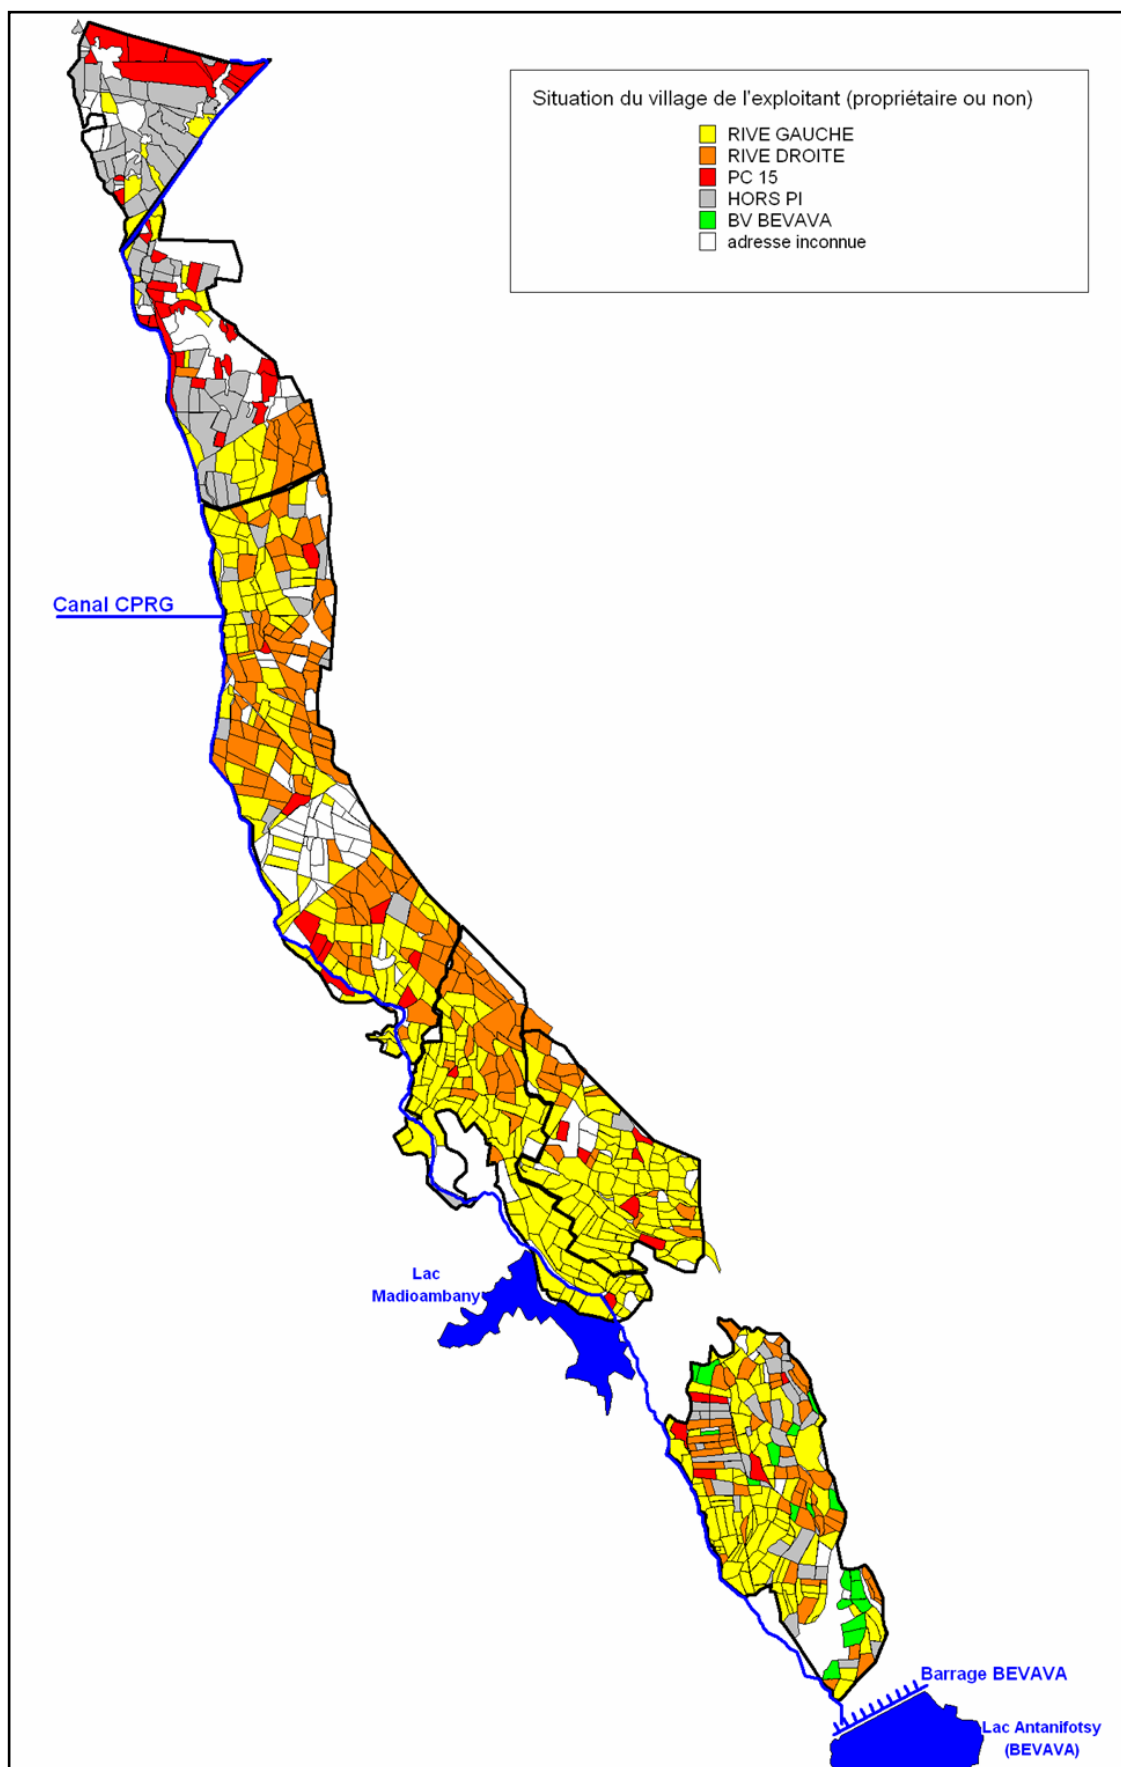 Situation du village de l'exploitant (propriétaire ou non)
RIVE GAUCHE
RIVE DROITE
PC 15
HORS PI
BV BEVAVA
adresse inconnue
Canal CPRG
Lac
Madioambany
Barrage BEVAVA
Lac Antanifotsy
(BEVAVA)